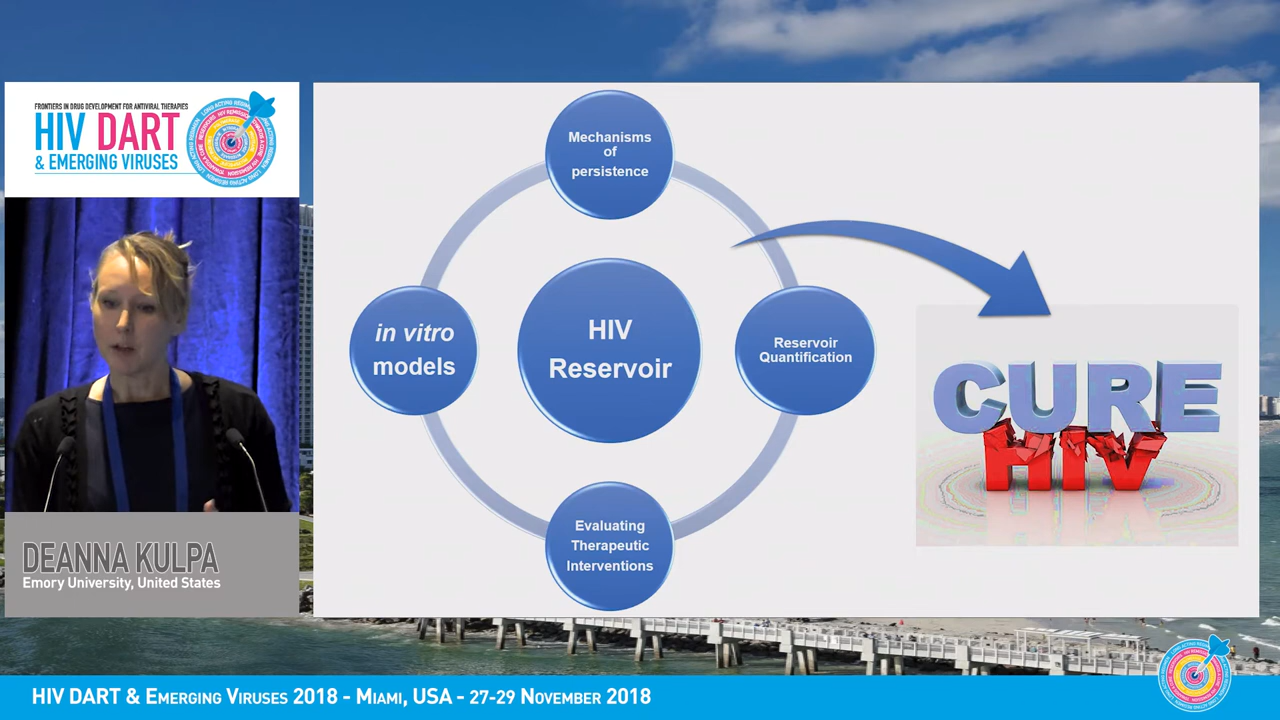 FRONTIERS IN DRUG DEVELOPMENT FOR ANTIVIRAL THERAPIES
HIV DART
& EMERGING VIRUSES
DEANNA KULPA
Emory University, United States
Mechanisms
of
persistence
in vitro
models
HIV
Reservoir
Reservoir
Quantification
Evaluating
Therapeutic
Interventions
CURE
HIV
HIV DART & EMERGING VIRUSES 2018 - MIAMI, USA - 27-29 NOVEMBER 2018